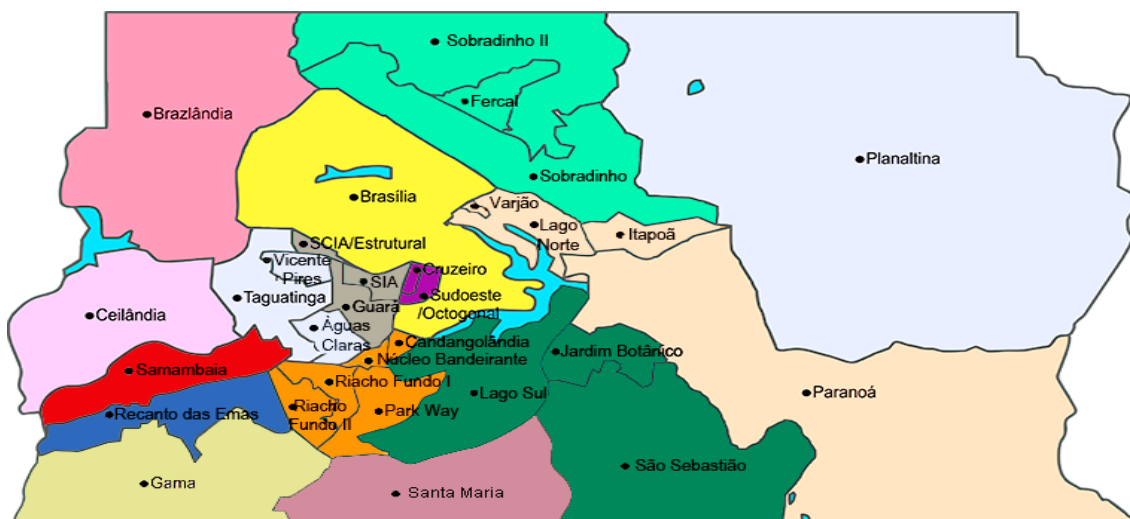 Sobradinho II
Fercal
Brazlândia
Planaltina
Sobradinho
Brasília
Varjão
Lago
Norte
Itapoã
SCIA/Estrutural
Vicente
Pires
SIA
Cruzeiro
Taguatinga
Guará
Sudoeste
/Octogonal
Ceilândia
Águas
Claras
Candangolândia
Núcleo Bandeirante
Jardim Botânico
Samambaia
Riacho Fundo I
Lago Sul
Paranoá
Recanto das Emas
Riacho
Fundo II
Park Way
São Sebastião
Gama
Santa Maria